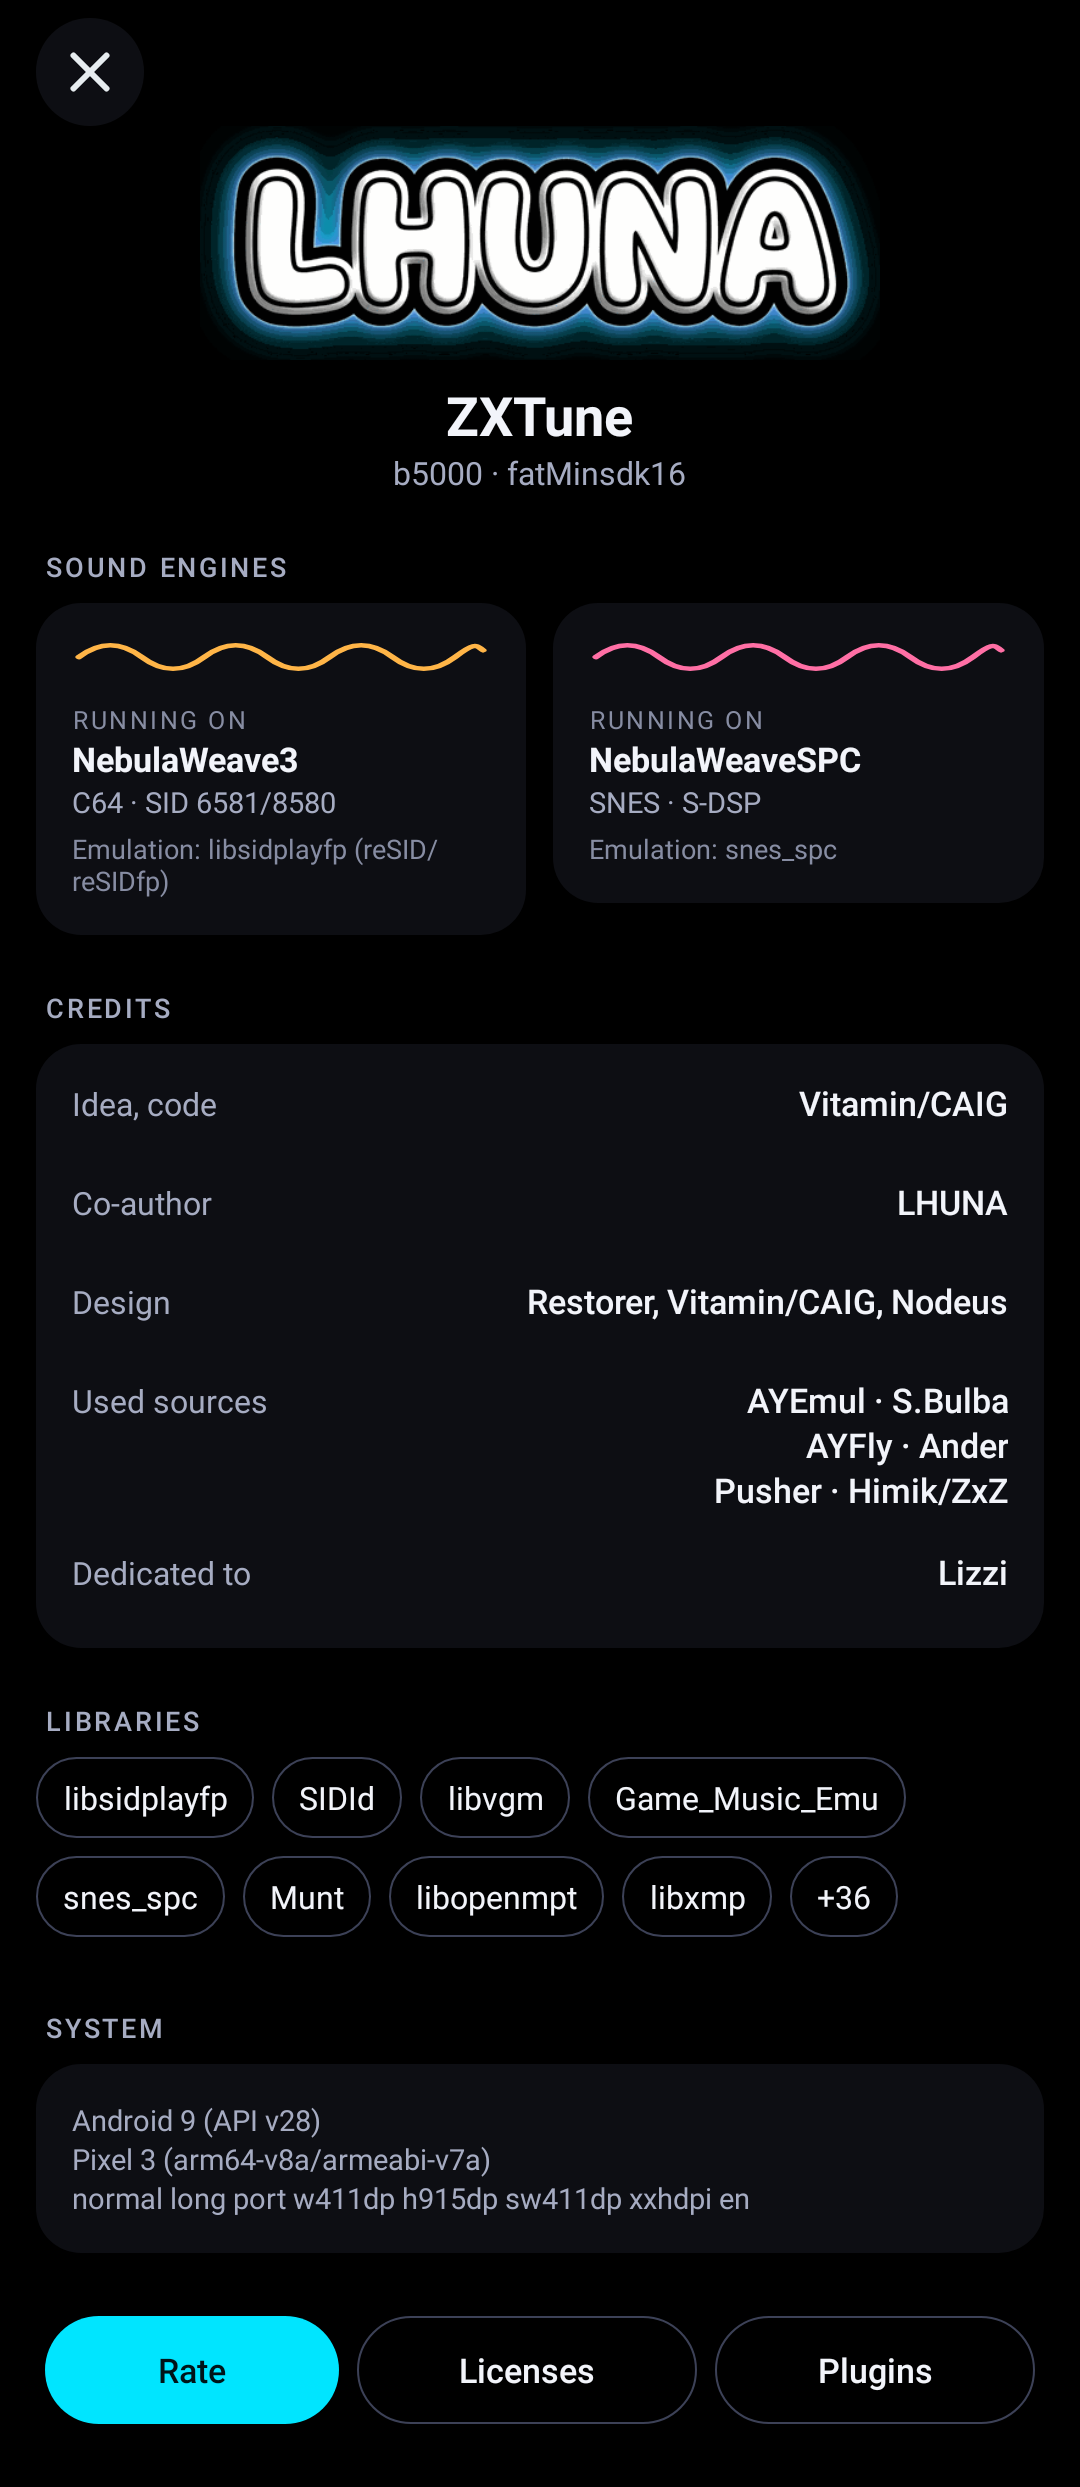 LHUNA
ZXTune
b5000 · fatMinsdk16
SOUND ENGINES
RUNNING ON
NebulaWeave3
C64 · SID 6581/8580
Emulation: libsidplayfp (reSID/
reSIDfp)
RUNNING ON
NebulaWeaveSPC
SNES · S-DSP
Emulation: snes_spc
CREDITS
Idea, code Vitamin/CAIG
Co-author LHUNA
Design Restorer, Vitamin/CAIG, Nodeus
Used sources AYEmul · S.Bulba
AYFly · Ander
Pusher · Himik/ZxZ
Dedicated to Lizzi
LIBRARIES
libsidplayfp SIDId libvgm Game_Music_Emu
snes_spc Munt libopenmpt libxmp +36
SYSTEM
Android 9 (API v28)
Pixel 3 (arm64-v8a/armeabi-v7a)
normal long port w411dp h915dp sw411dp xxhdpi en
Rate Licenses Plugins